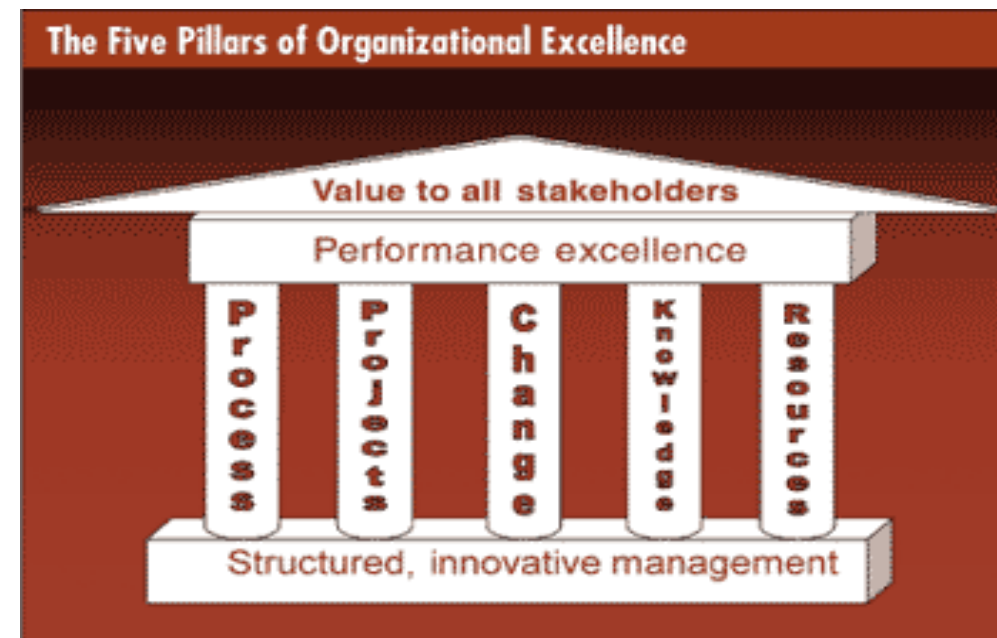 The Five Pillars of Organizational Excellence
Value to all stakeholders
Performance excellence
Process
Projects
Change
Knowledge
Resources
Structured, innovative management